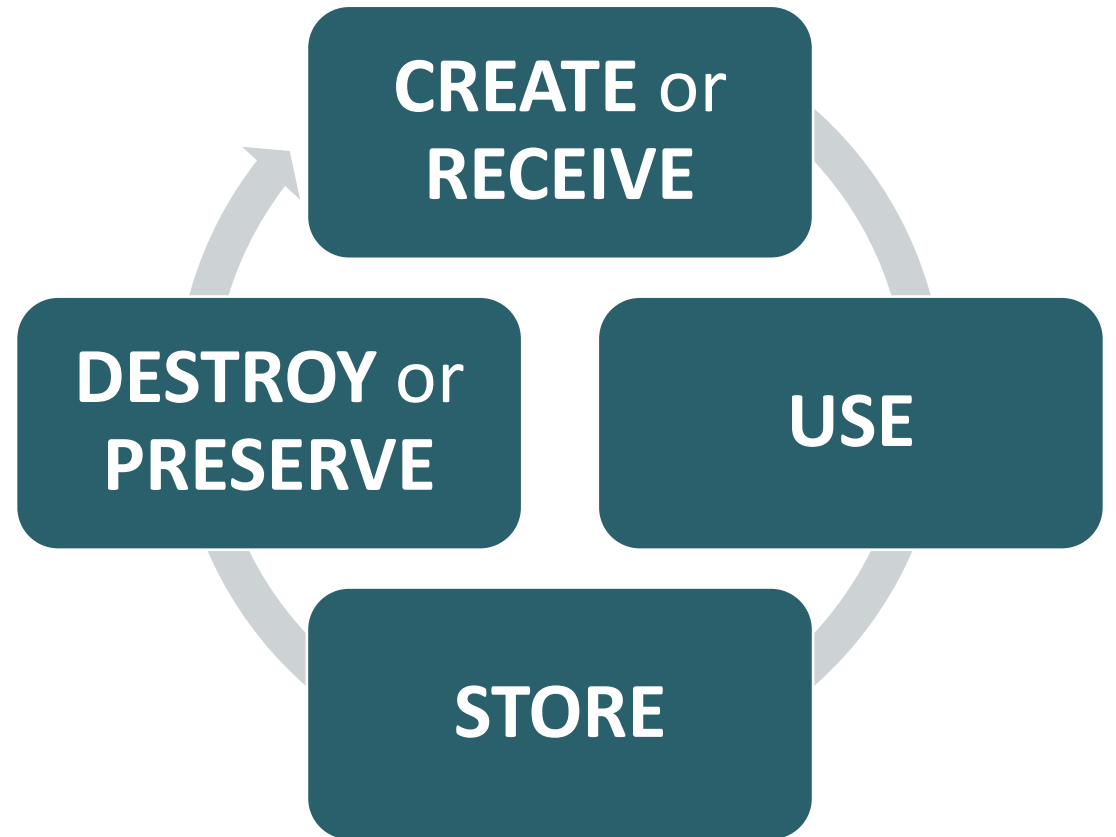 CREATE or
RECEIVE
USE
STORE
DESTROY or
PRESERVE